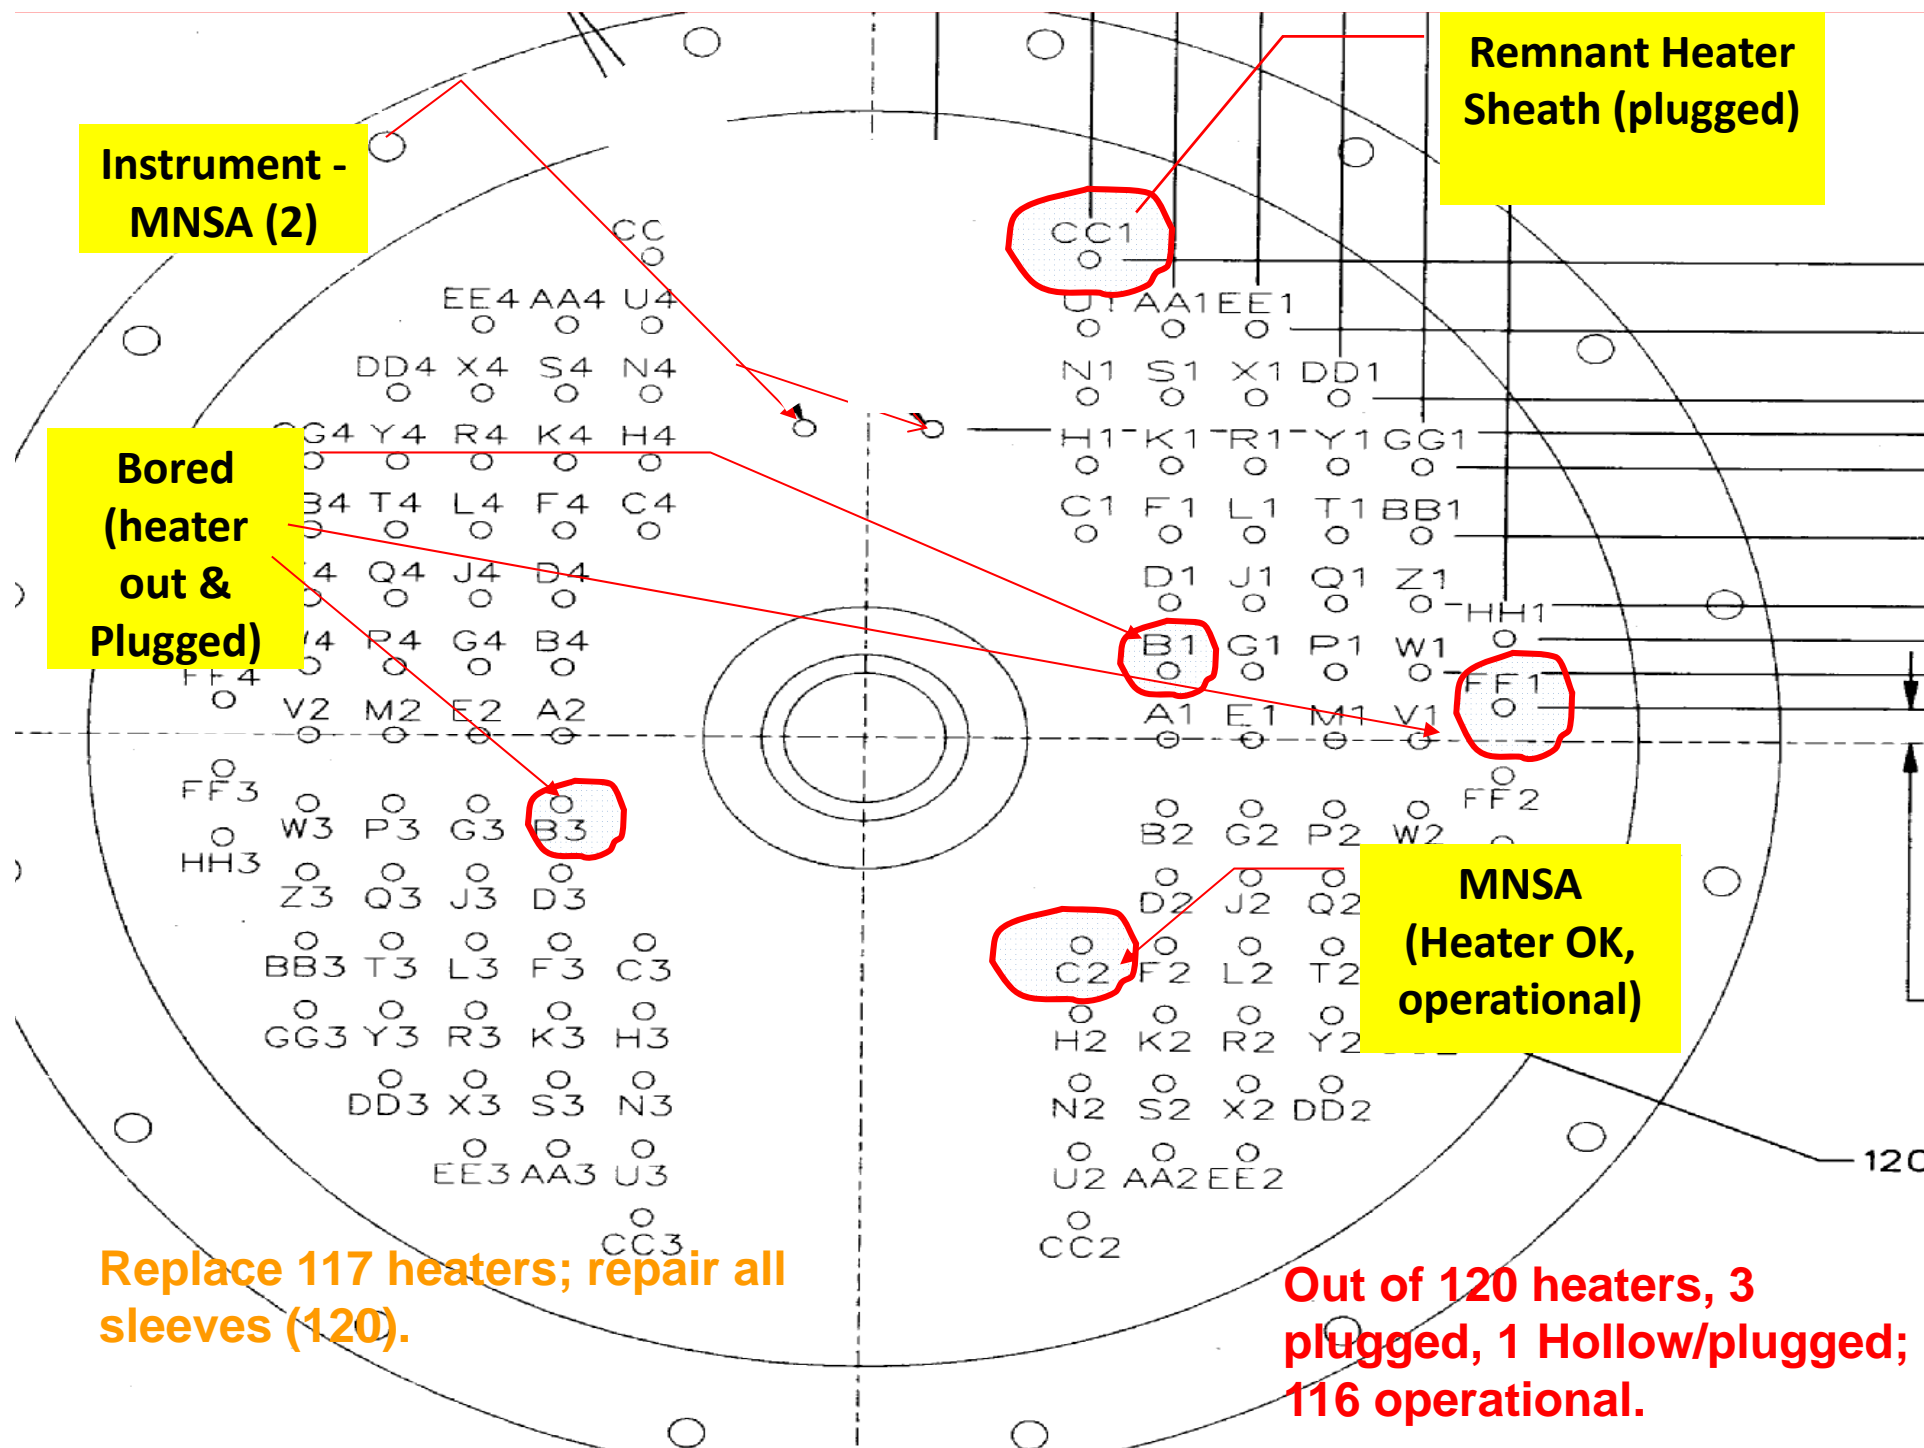 Remnant Heater
Sheath (plugged)
Instrument -
MNSA (2)
CC CC1
EE4 AA4 U4 U1 AA1 EE1
DD4 X4 S4 N4 N1 S1 X1 DD1
GG4 Y4 R4 K4 H4 H1 K1 R1 Y1 GG1
Bored
(heater
out &
Plugged)
B4 T4 L4 F4 C4 C1 F1 L1 T1 BB1
4 Q4 J4 D4 D1 J1 Q1 Z1
HH1
4 P4 G4 B4 B1 G1 P1 W1
FF4 FF1
V2 M2 E2 A2 A1 E1 M1 V1
FF3 FF2
W3 P3 G3 B3 B2 G2 P2 W2
HH3
Z3 Q3 J3 D3 D2 J2 Q2
MNSA
(Heater OK,
operational)
BB3 T3 L3 F3 C3 C2 F2 L2 T2
GG3 Y3 R3 K3 H3 H2 K2 R2 Y2
DD3 X3 S3 N3 N2 S2 X2 DD2
EE3 AA3 U3 U2 AA2 EE2
120
CC3 CC2
Replace 117 heaters; repair all
sleeves (120).
Out of 120 heaters, 3
plugged, 1 Hollow/plugged;
116 operational.